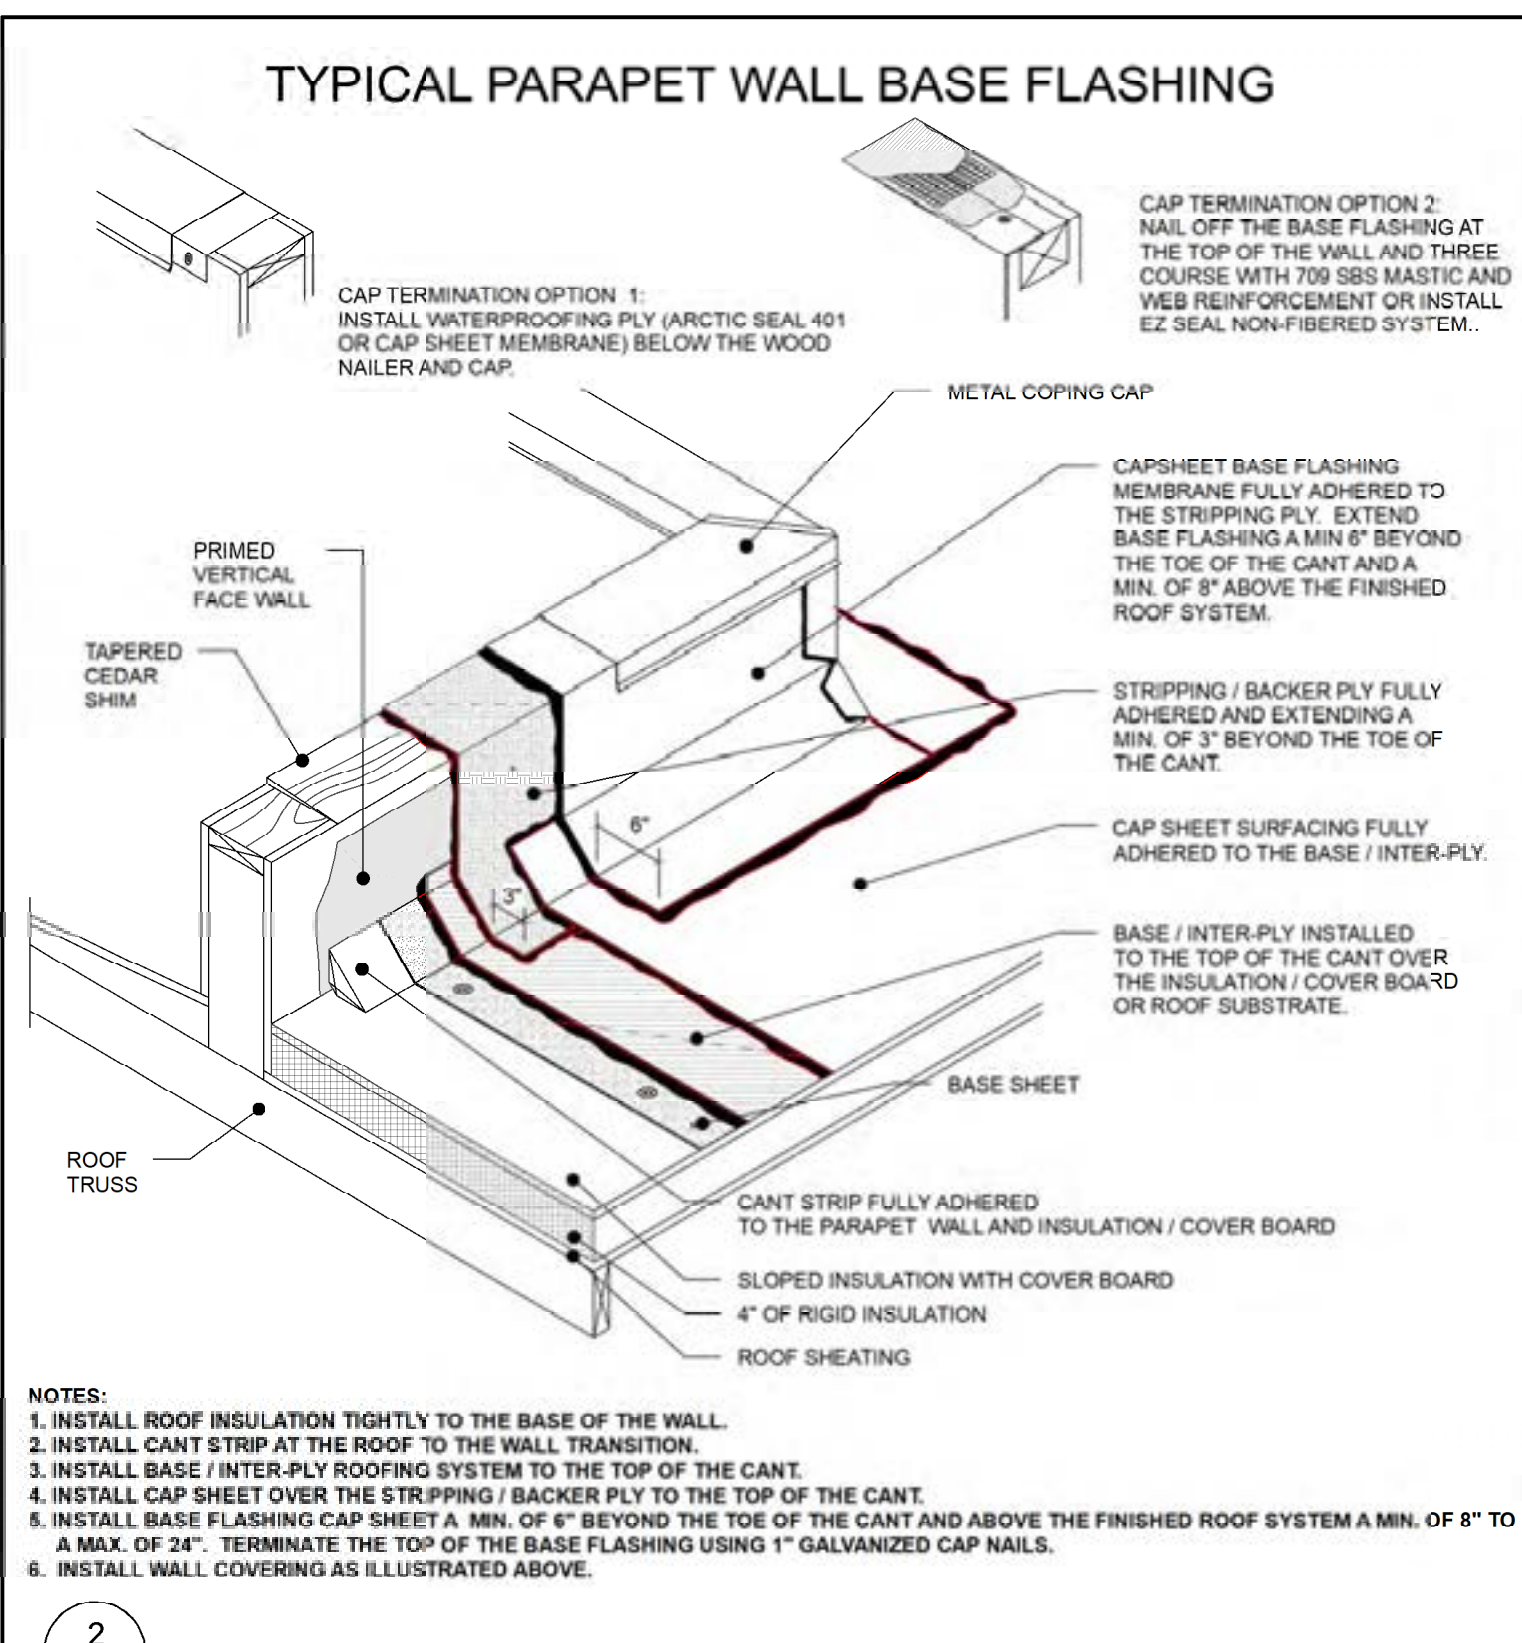 TYPICAL PARAPET WALL BASE FLASHING
CAP TERMINATION OPTION 1:
INSTALL WATERPROOFING PLY (ARCTIC SEAL 401
OR CAP SHEET MEMBRANE) BELOW THE WOOD
NAILER AND CAP.
CAP TERMINATION OPTION 2:
NAIL OFF THE BASE FLASHING AT
THE TOP OF THE WALL AND THREE
COURSE WITH 709 SBS MASTIC AND
WEB REINFORCEMENT OR INSTALL
EZ SEAL NON-FIBERED SYSTEM..
METAL COPING CAP
CAPSHEET BASE FLASHING
MEMBRANE FULLY ADHERED TO
THE STRIPPING PLY. EXTEND
BASE FLASHING A MIN 6" BEYOND
THE TOE OF THE CANT AND A
MIN. OF 8" ABOVE THE FINISHED
ROOF SYSTEM.
PRIMED
VERTICAL
FACE WALL
TAPERED
CEDAR
SHIM
STRIPPING / BACKER PLY FULLY
ADHERED AND EXTENDING A
MIN. OF 3" BEYOND THE TOE OF
THE CANT.
6"
3"
CAP SHEET SURFACING FULLY
ADHERED TO THE BASE / INTER-PLY.
BASE / INTER-PLY INSTALLED
TO THE TOP OF THE CANT OVER
THE INSULATION / COVER BOARD
OR ROOF SUBSTRATE.
BASE SHEET
ROOF
TRUSS
CANT STRIP FULLY ADHERED
TO THE PARAPET WALL AND INSULATION / COVER BOARD
SLOPED INSULATION WITH COVER BOARD
4" OF RIGID INSULATION
ROOF SHEATING
NOTES:
1. INSTALL ROOF INSULATION TIGHTLY TO THE BASE OF THE WALL.
2. INSTALL CANT STRIP AT THE ROOF TO THE WALL TRANSITION.
3. INSTALL BASE / INTER-PLY ROOFING SYSTEM TO THE TOP OF THE CANT.
4. INSTALL CAP SHEET OVER THE STRIPPING / BACKER PLY TO THE TOP OF THE CANT.
5. INSTALL BASE FLASHING CAP SHEET A MIN. OF 6" BEYOND THE TOE OF THE CANT AND ABOVE THE FINISHED ROOF SYSTEM A MIN. OF 8" TO
A MAX. OF 24". TERMINATE THE TOP OF THE BASE FLASHING USING 1" GALVANIZED CAP NAILS.
6. INSTALL WALL COVERING AS ILLUSTRATED ABOVE.
2